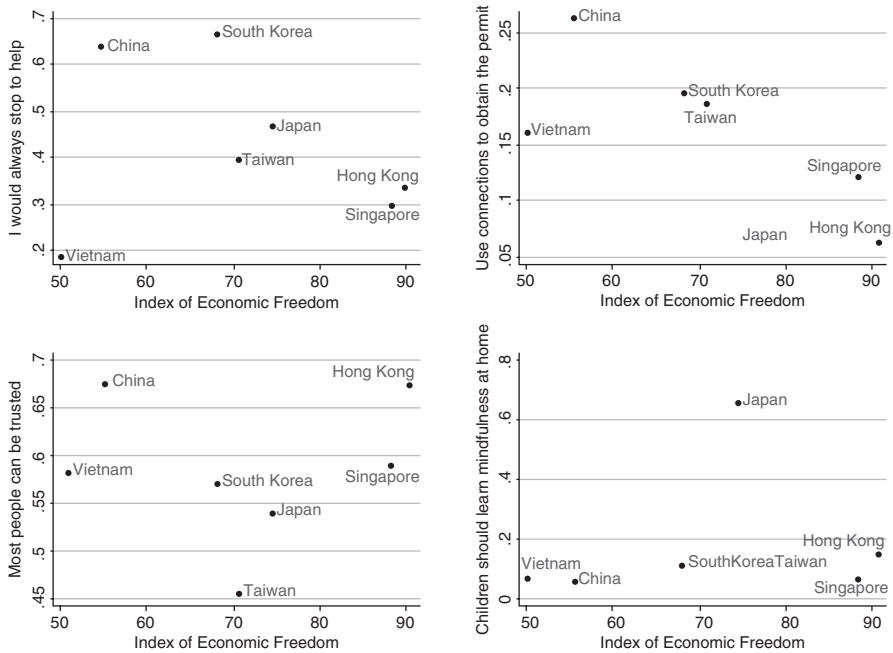 I would always stop to help
.7
.6
.5
.4
.3
.2
South Korea
China
Japan
Taiwan
Hong Kong
Singapore
Vietnam
50 60 70 80 90
Index of Economic Freedom
Use connections to obtain the permit
.25
.2
.15
.1
.05
China
South Korea
Taiwan
Vietnam
Singapore
Japan
Hong Kong
50 60 70 80 90
Index of Economic Freedom
Most people can be trusted
.7
.65
.6
.55
.5
.45
Hong Kong
China
Vietnam
South Korea
Singapore
Japan
Taiwan
50 60 70 80 90
Index of Economic Freedom
Children should learn mindfulness at home
.8
.6
.4
.2
0
Japan
Hong Kong
Vietnam
SouthKoreaTaiwan
China
Singapore
50 60 70 80 90
Index of Economic Freedom